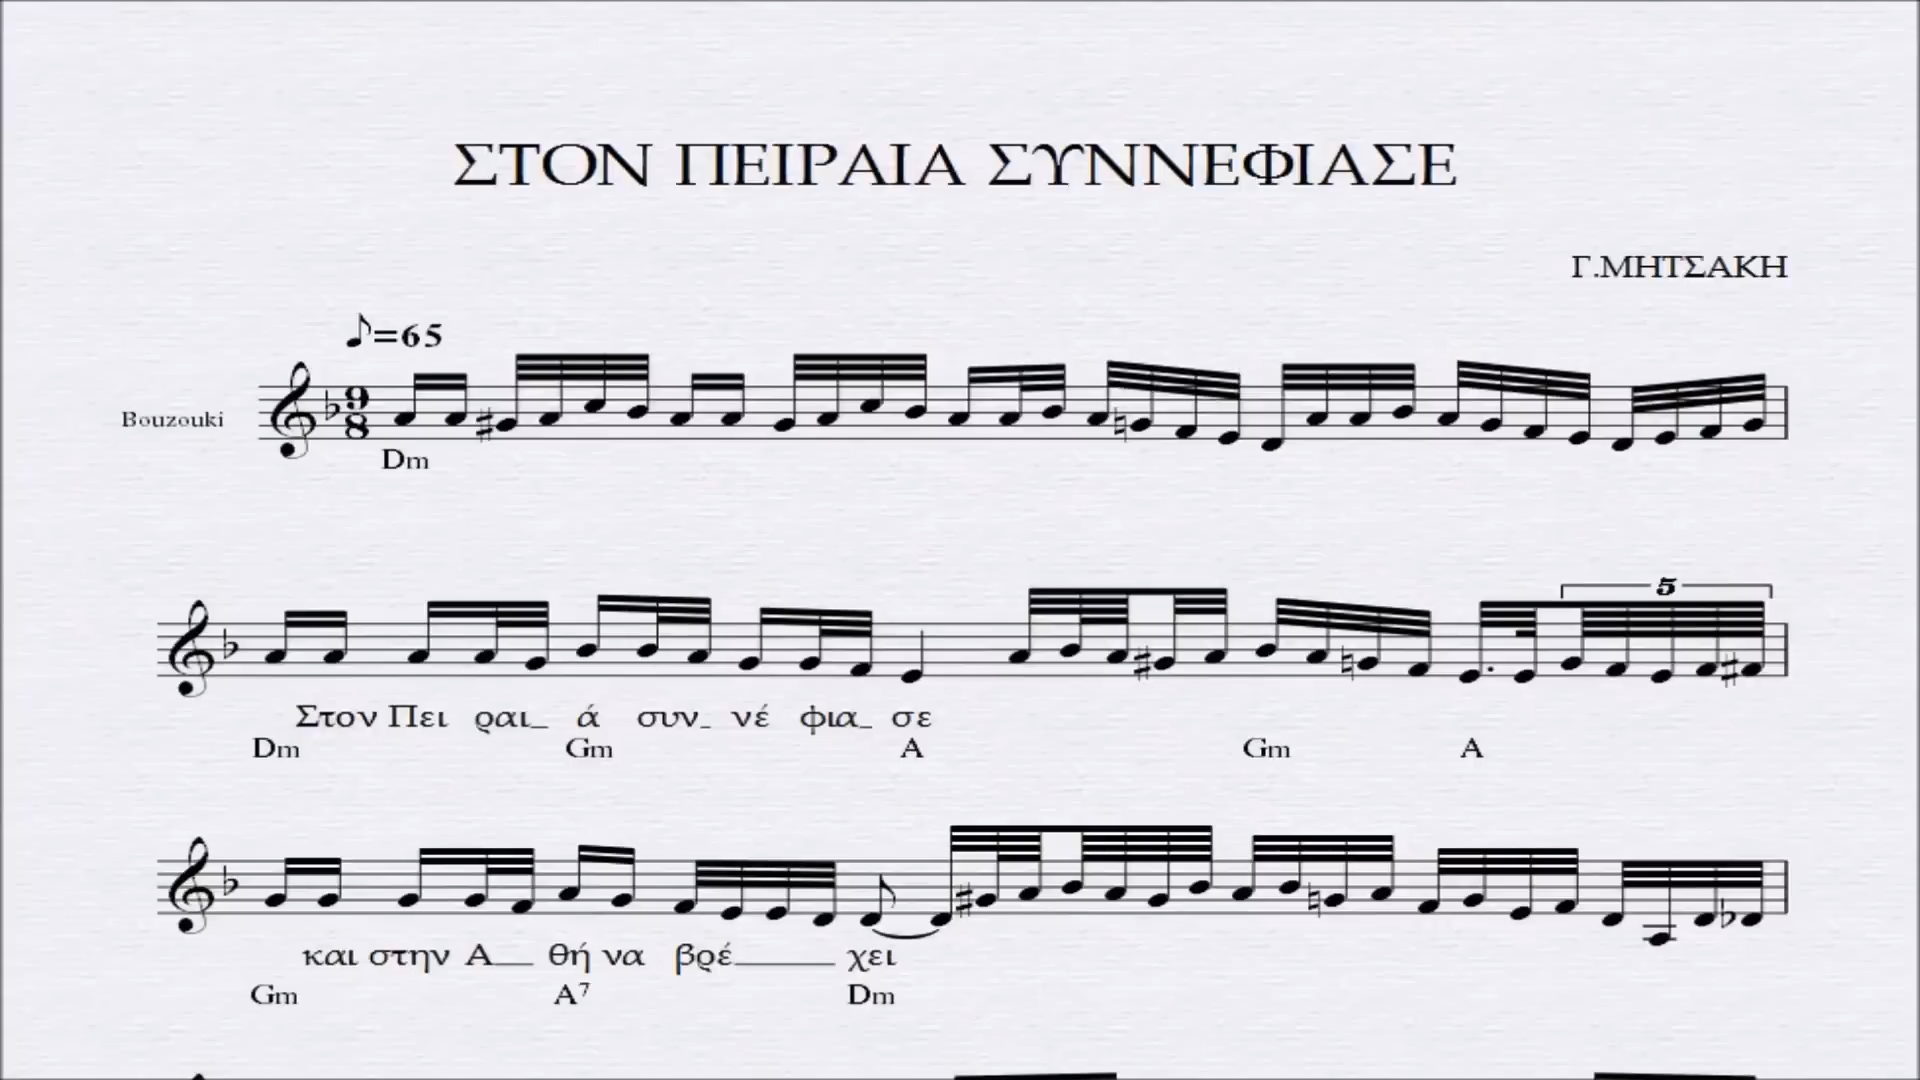 ΣΤΟΝ ΠΕΙΡΑΙΑ ΣΥΝΝΕΦΙΑΣΕ
Γ.ΜΗΤΣΑΚΗ
♪=65
Bouzouki
9
8
Dm
5
Στον Πει ραι_ ά συν_ νέ φια_ σε
Dm Gm A Gm A
και στην Α__ θή να βρέ______ χει
Gm A7 Dm